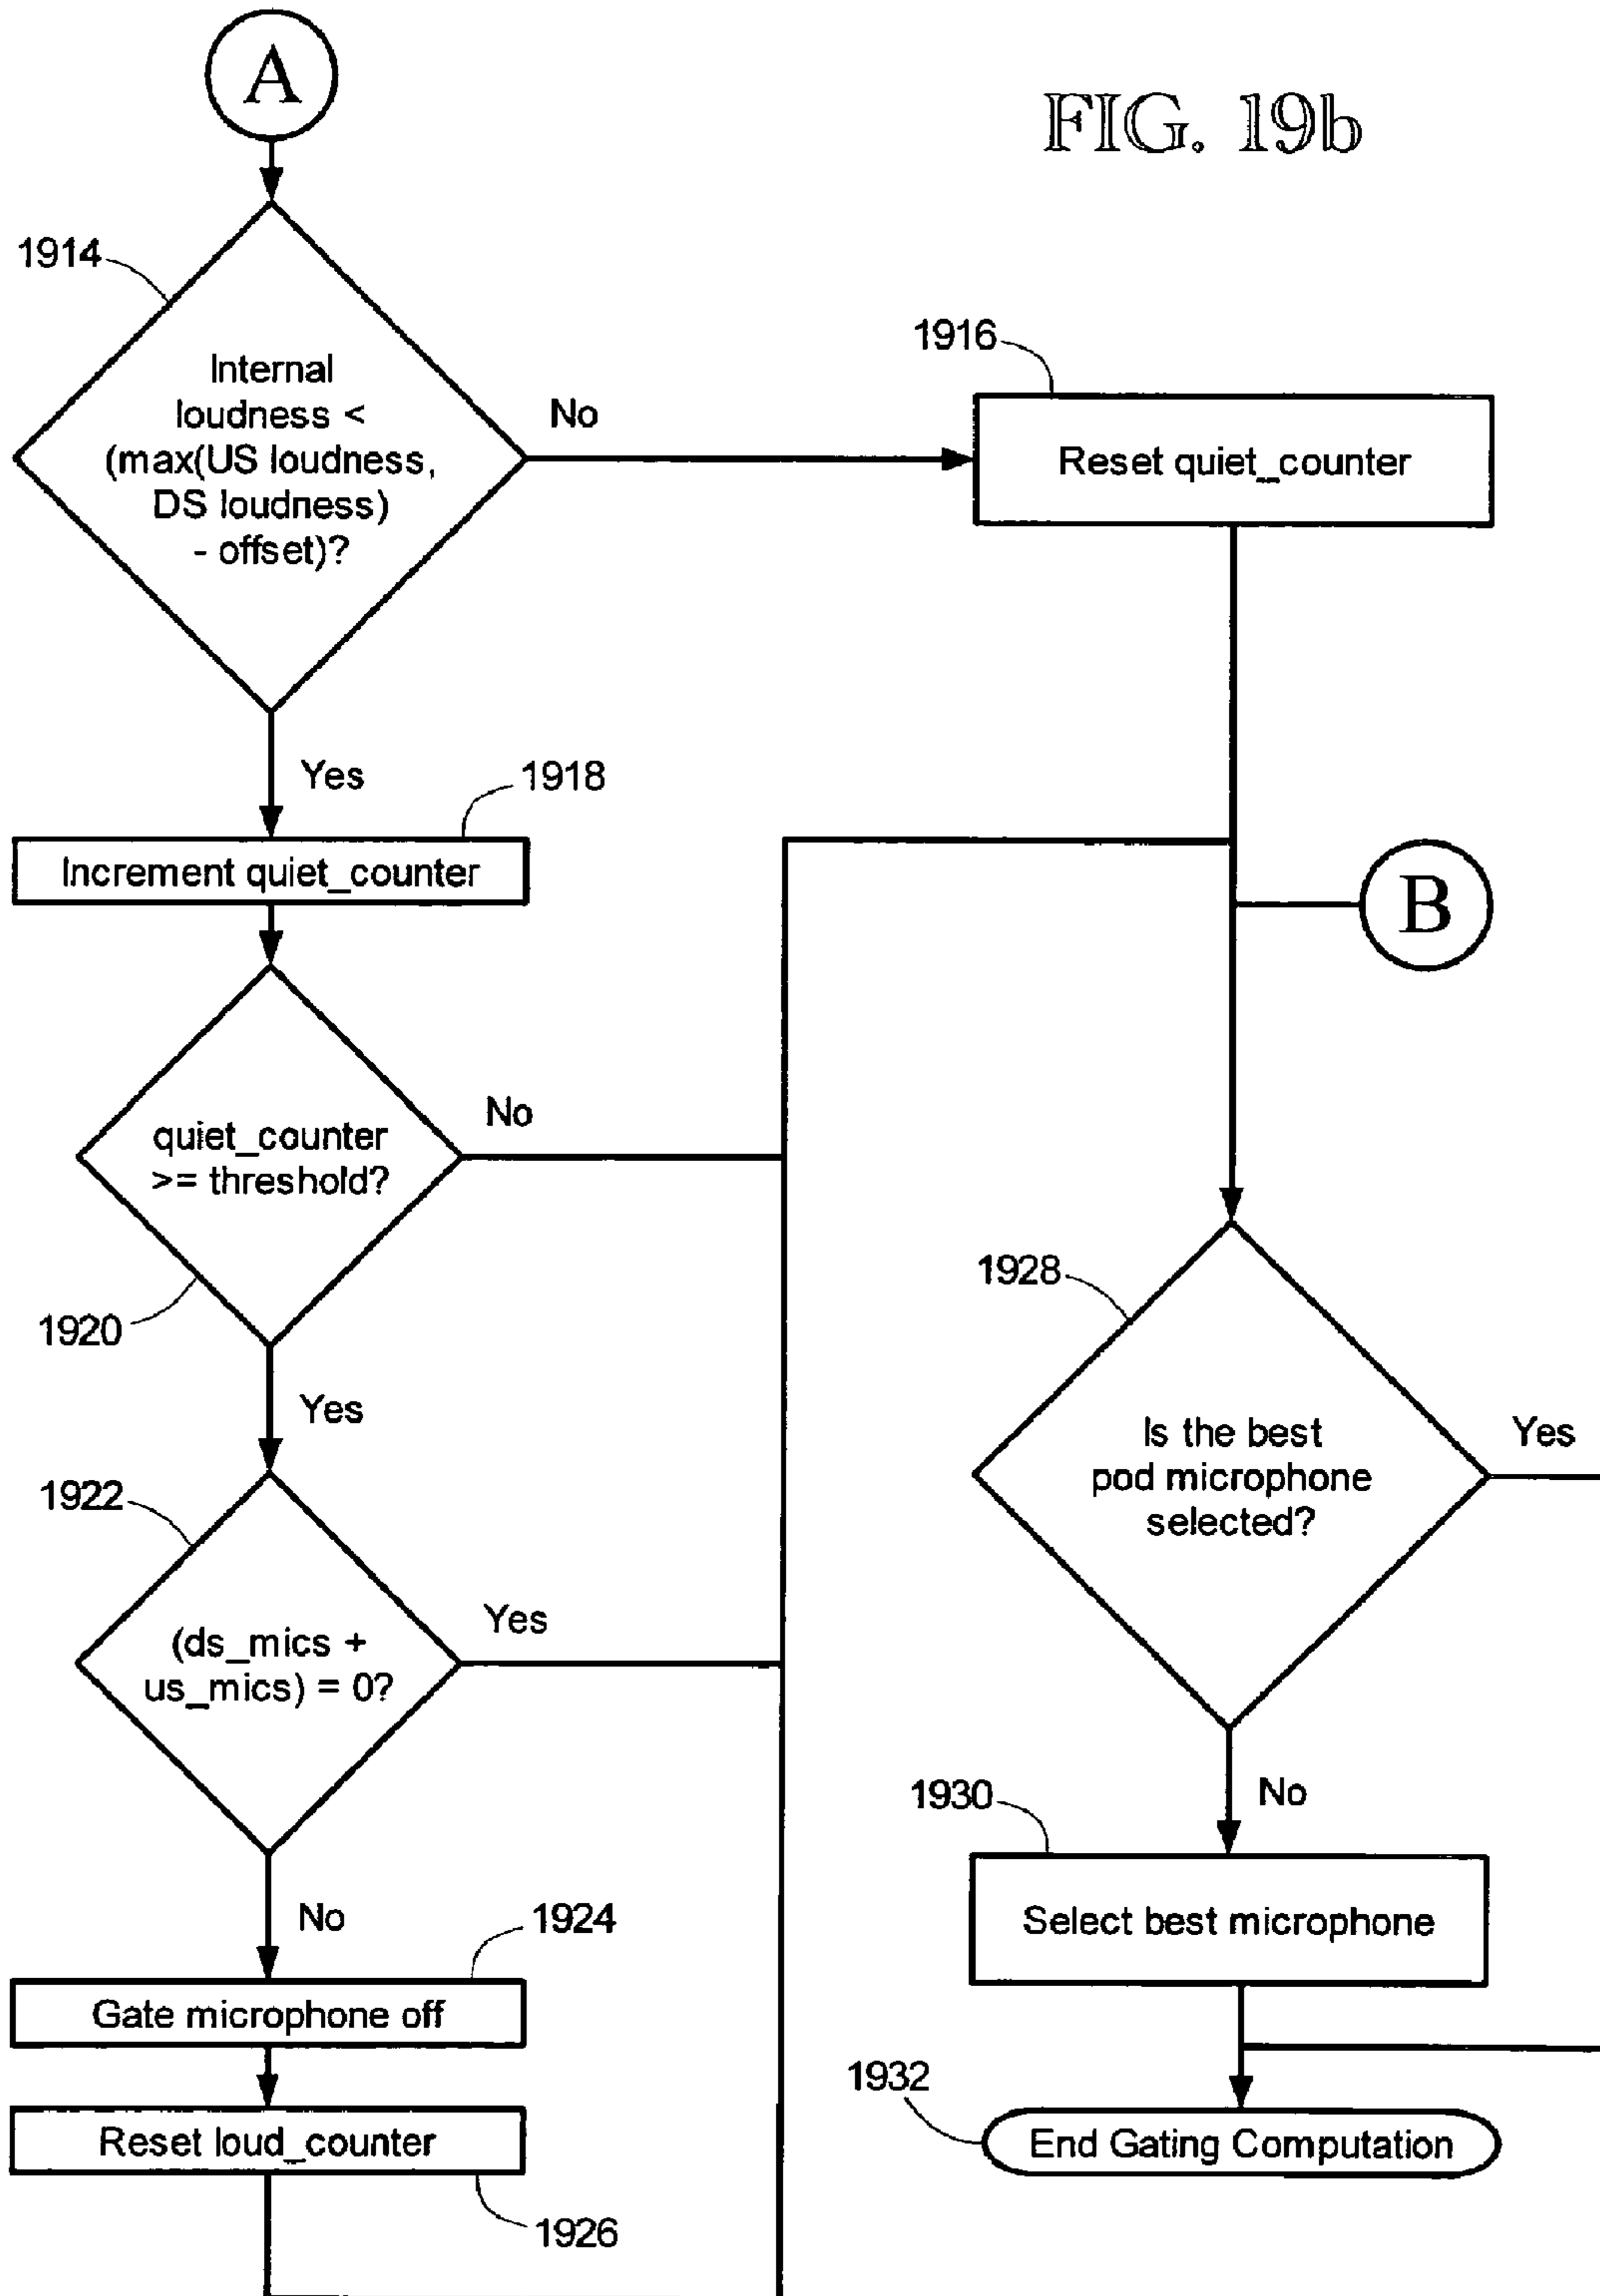 A
FIG. 19b
1914
Internal
loudness <
(max(US loudness,
DS loudness)
- offset)?
No
1916
Reset quiet_counter
Yes
1918
Increment quiet_counter
B
quiet_counter
>= threshold?
No
1920
Yes
1922
(ds_mics +
us_mics) = 0?
Yes
No
1924
Gate microphone off
Reset loud_counter
1926
1928
Is the best
pod microphone
selected?
Yes
No
1930
Select best microphone
1932
End Gating Computation